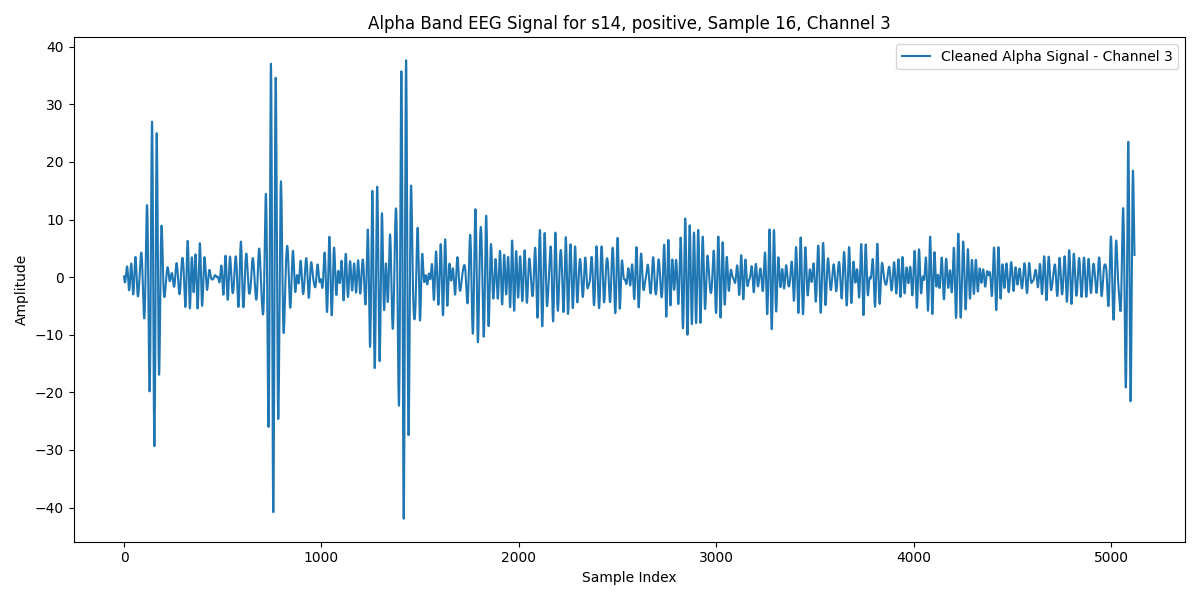 Alpha Band EEG Signal for s14, positive, Sample 16, Channel 3
Cleaned Alpha Signal - Channel 3
Amplitude
40
30
20
10
0
−10
−20
−30
−40
0 1000 2000 3000 4000 5000
Sample Index